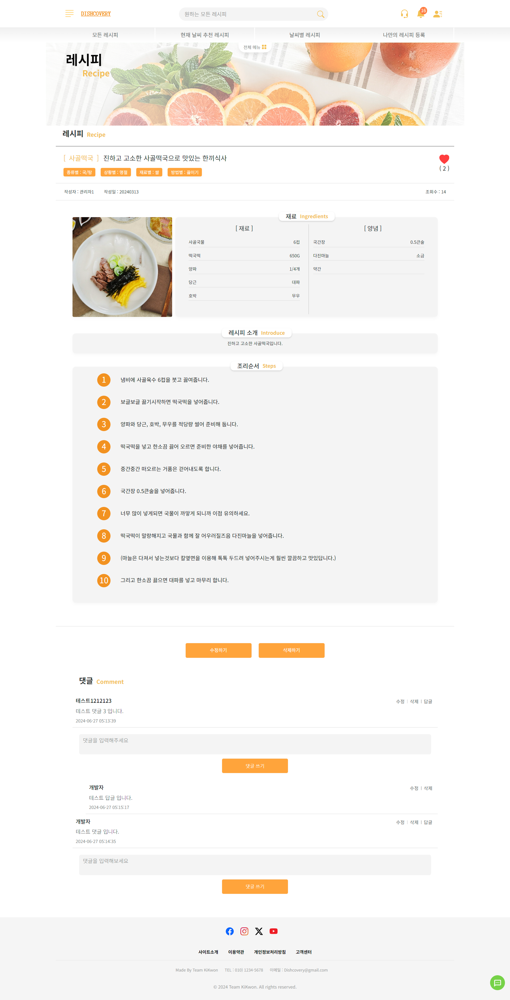 DISHCOVERY
원하는 모든 레시피
16
모든 레시피
현재 날씨 추천 레시피
날씨별 레시피
나만의 레시피 등록
전체 메뉴
레시피
Recipe
레시피 Recipe
[ 사골떡국 ] 진하고 고소한 사골떡국으로 맛있는 한끼식사
( 2 )
종류별 : 국/탕
상황별 : 명절
재료별 : 쌀
방법별 : 끓이기
작성자 : 관리자1
작성일 : 20240313
조회수 : 14
재료 Ingredients
[ 재료 ]
사골국물 6컵
떡국떡 650G
양파 1/4개
당근 대파
호박 무우
[ 양념 ]
국간장 0.5큰술
다진마늘 소금
약간
레시피 소개 Introduce
진하고 고소한 사골떡국입니다.
조리순서 Steps
1 냄비에 사골육수 6컵을 붓고 끓여줍니다.
2 보글보글 끓기시작하면 떡국떡을 넣어줍니다.
3 양파와 당근, 호박, 무우를 적당량 썰어 준비해 둡니다.
4 떡국떡을 넣고 한소끔 끓어 오르면 준비한 야채를 넣어줍니다.
5 중간중간 떠오르는 거품은 걷어내도록 합니다.
6 국간장 0.5큰술을 넣어줍니다.
7 너무 많이 넣게되면 국물이 까맣게 되니까 이점 유의하세요.
8 떡국떡이 말랑해지고 국물과 함께 잘 어우러질즈음 다진마늘을 넣어줍니다.
9 (마늘은 다져서 넣는것보다 칼옆면을 이용해 톡톡 두드려 넣어주시는게 훨씬 깔끔하고 맛있답니다.)
10 그리고 한소끔 끓으면 대파를 넣고 마무리 합니다.
수정하기
삭제하기
댓글 Comment
테스트1212123
수정 | 삭제 | 답글
테스트 댓글 3 입니다.
2024-06-27 05:13:39
댓글을 입력해주세요
댓글 쓰기
개발자
수정 | 삭제
테스트 답글 입니다.
2024-06-27 05:15:17
개발자
수정 | 삭제 | 답글
테스트 댓글 입니다.
2024-06-27 05:14:35
댓글을 입력해보세요
댓글 쓰기
사이트소개
이용약관
개인정보처리방침
고객센터
Made By Team KiKwon
TEL : 010) 1234-5678
이메일 : Dishcovery@gmail.com
© 2024 Team KiKwon. All rights reserved.